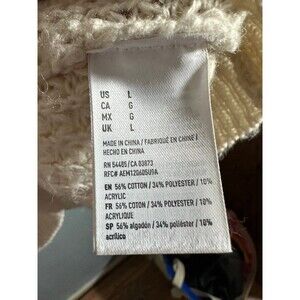 US L
CA G
MX G
UK L
MADE IN CHINA / FABRIQUÉ EN CHINE /
HECHO EN CHINA
RN 54485/CA 03873
RFC# AEM120605U9A
EN 56% COTTON / 34% POLYESTER / 10%
ACRYLIC
FR 56% COTON / 34% POLYESTER / 10%
ACRYLIQUE
SP 56% algodón / 34% poliéster / 10%
acrílico